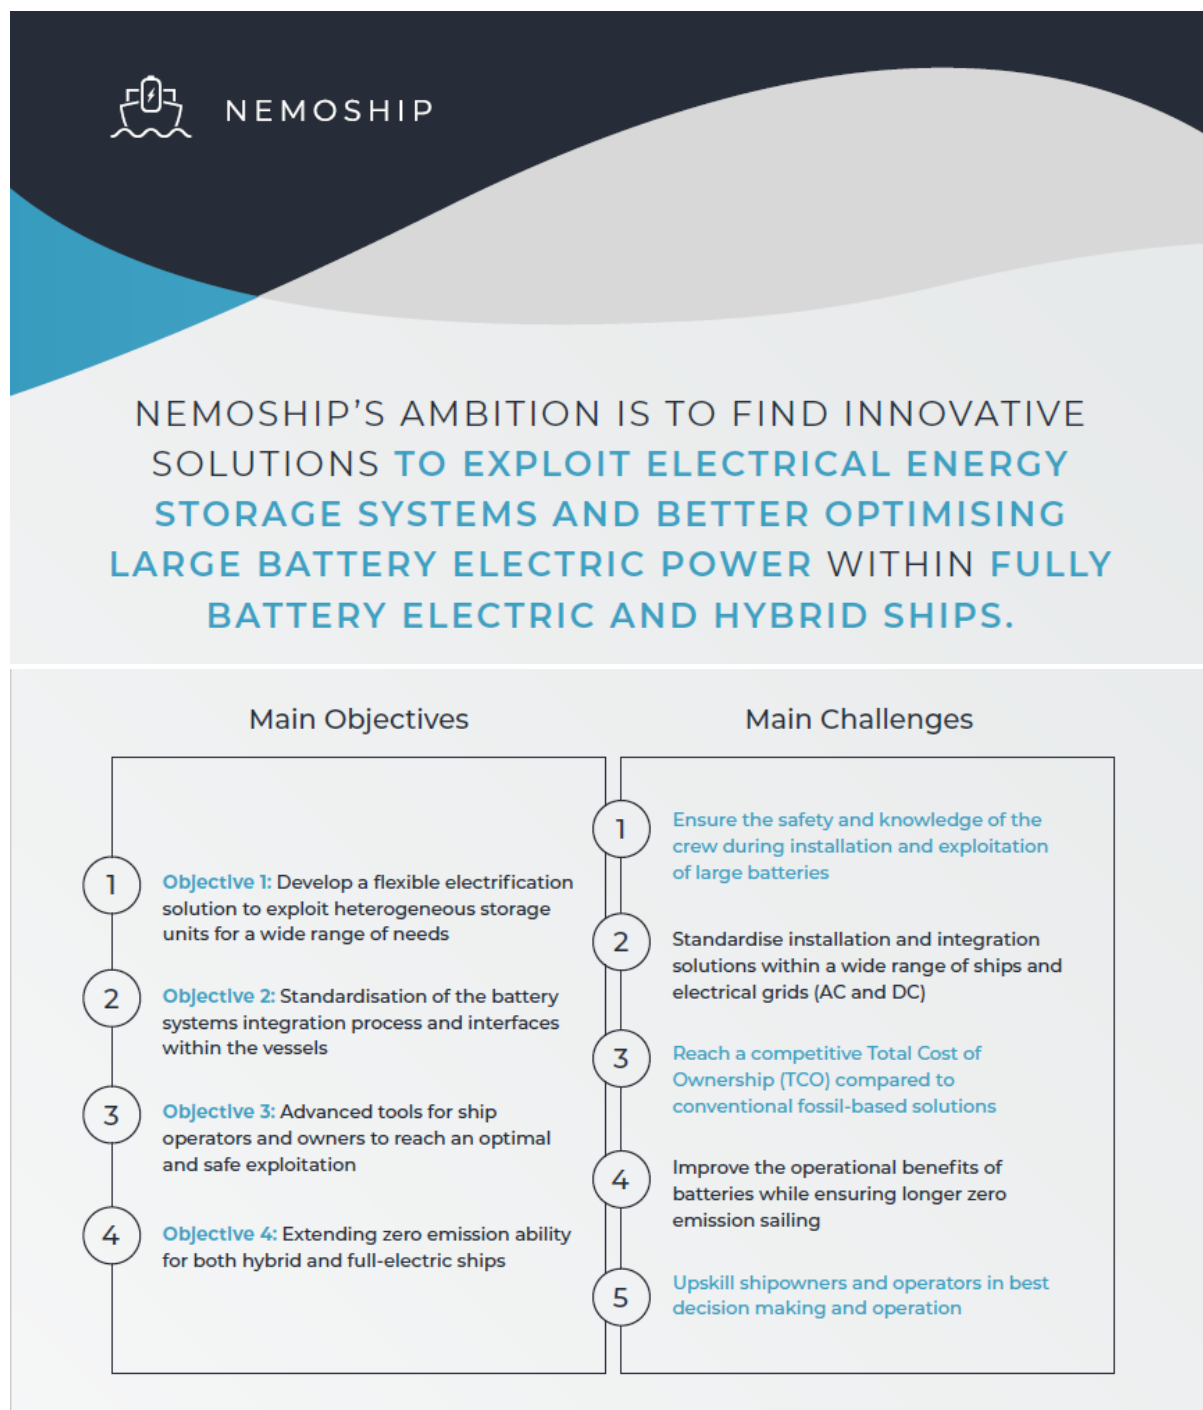 NEMOSHIP
NEMOSHIP'S AMBITION IS TO FIND INNOVATIVE
SOLUTIONS TO EXPLOIT ELECTRICAL ENERGY
STORAGE SYSTEMS AND BETTER OPTIMISING
LARGE BATTERY ELECTRIC POWER WITHIN FULLY
BATTERY ELECTRIC AND HYBRID SHIPS.
Main Objectives
1
Objective 1: Develop a flexible electrification
solution to exploit heterogeneous storage
units for a wide range of needs
2
Objective 2: Standardisation of the battery
systems integration process and interfaces
within the vessels
3
Objective 3: Advanced tools for ship
operators and owners to reach an optimal
and safe exploitation
4
Objective 4: Extending zero emission ability
for both hybrid and full-electric ships
Main Challenges
1
Ensure the safety and knowledge of the
crew during installation and exploitation
of large batteries
2
Standardise installation and integration
solutions within a wide range of ships and
electrical grids (AC and DC)
3
Reach a competitive Total Cost of
Ownership (TCO) compared to
conventional fossil-based solutions
4
Improve the operational benefits of
batteries while ensuring longer zero
emission sailing
5
Upskill shipowners and operators in best
decision making and operation